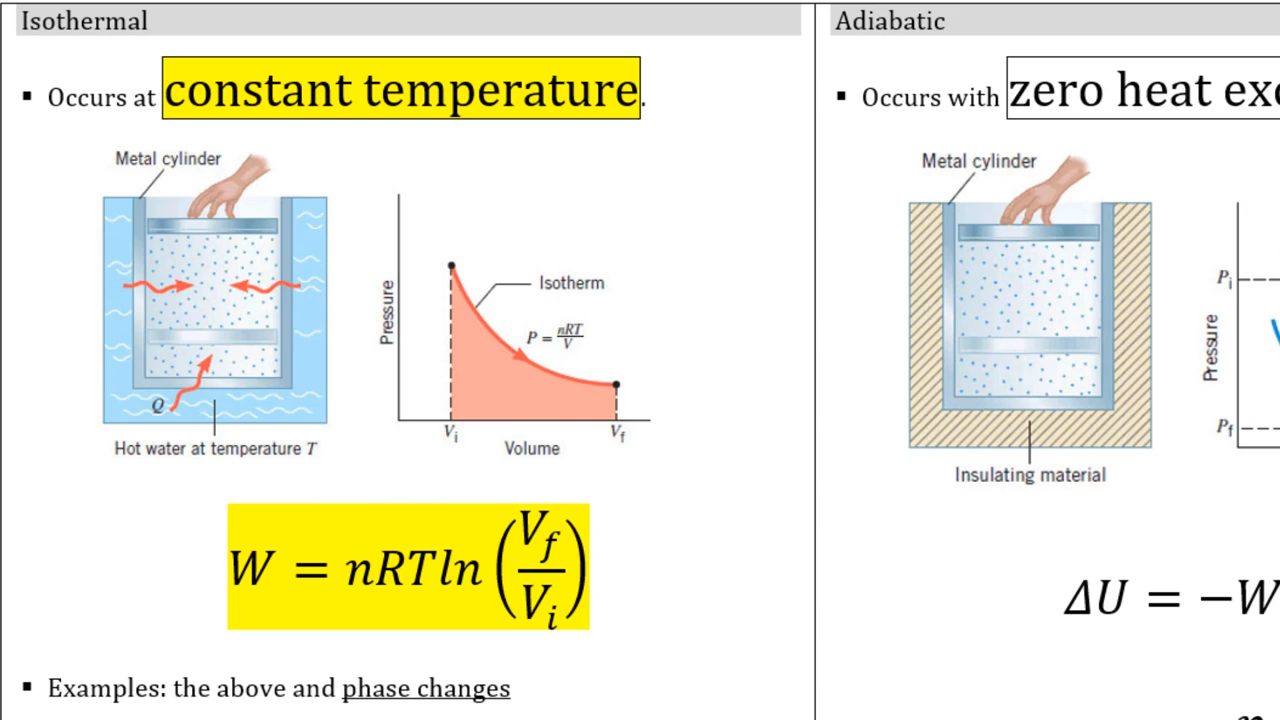 Isothermal
▪ Occurs at constant temperature.
Metal cylinder
Q
Hot water at temperature T
Pressure
Isotherm
P = nRT/V
Vi
Vf
Volume
W = nRT ln (Vf/Vi)
▪ Examples: the above and phase changes
Adiabatic
▪ Occurs with zero heat
Metal cylinder
Insulating material
Pi
Pressure
Pf
ΔU = −W